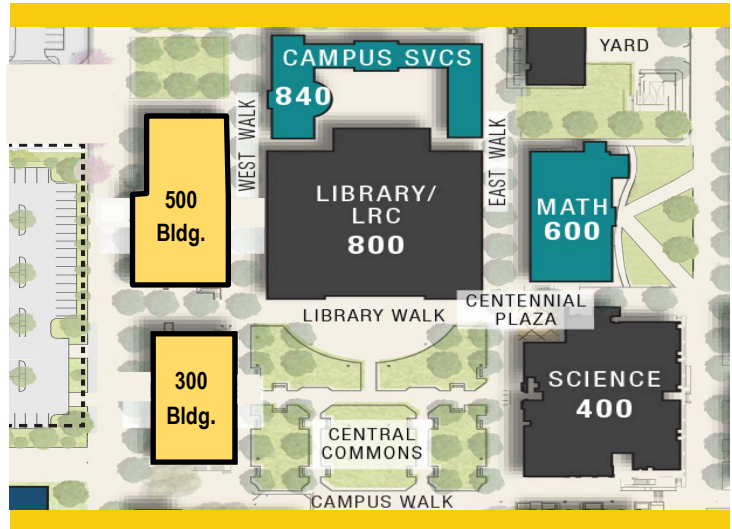 YARD
CAMPUS SVCS
840
WEST WALK
EAST WALK
500
Bldg.
LIBRARY/
LRC
800
MATH
600
CENTENNIAL
PLAZA
LIBRARY WALK
300
Bldg.
SCIENCE
400
CENTRAL
COMMONS
CAMPUS WALK